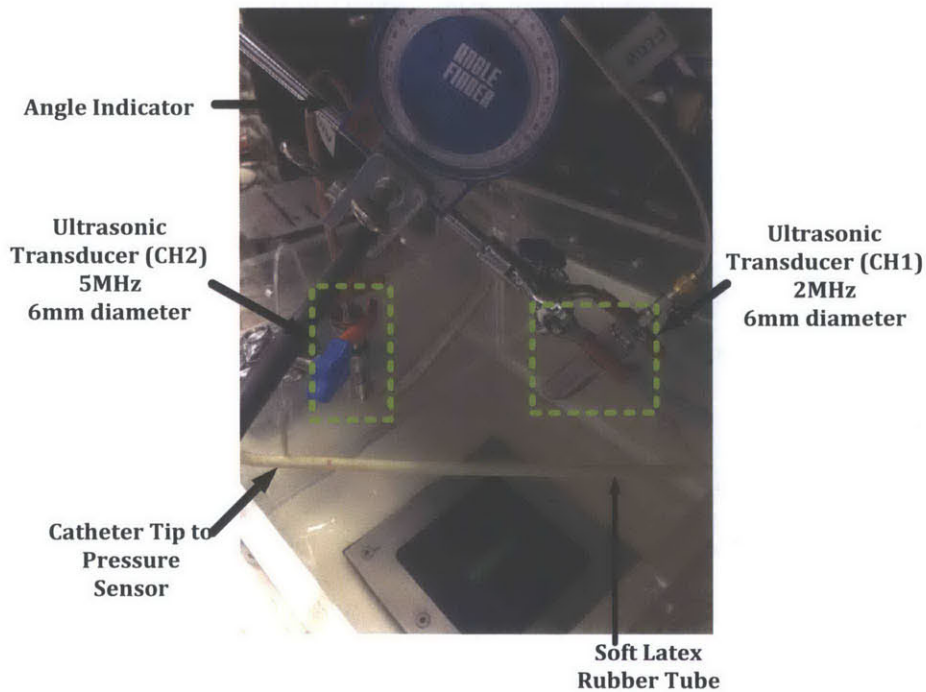 ANGLE
FINDER
Angle Indicator
Ultrasonic
Transducer (CH2)
5MHz
6mm diameter
Ultrasonic
Transducer (CH1)
2MHz
6mm diameter
Catheter Tip to
Pressure
Sensor
Soft Latex
Rubber Tube